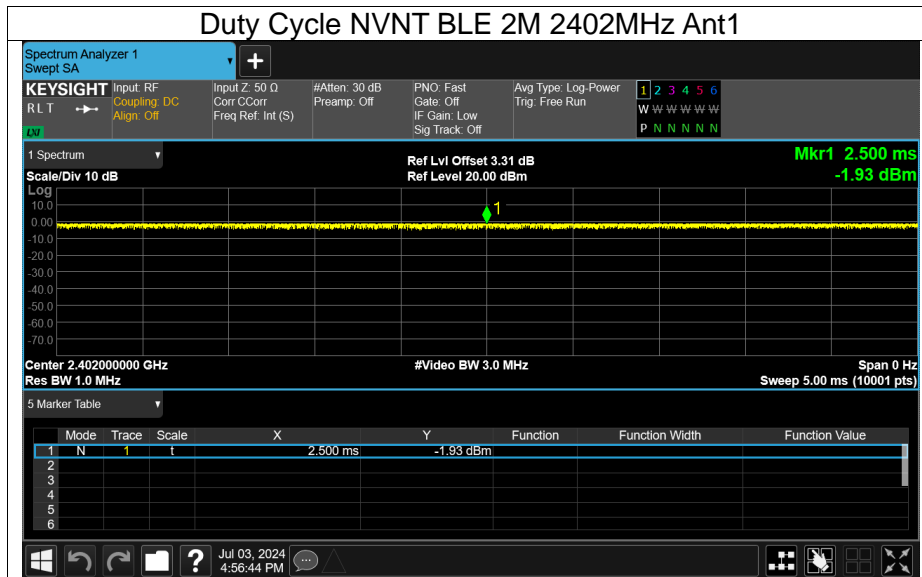 Duty Cycle NVNT BLE 2M 2402MHz Ant1
Spectrum Analyzer 1
Swept SA
+
KEYSIGHT
RLT
LXI
Input: RF
Coupling: DC
Align: Off
Input Z: 50 Ω
Corr CCorr
Freq Ref: Int (S)
#Atten: 30 dB
Preamp: Off
PNO: Fast
Gate: Off
IF Gain: Low
Sig Track: Off
Avg Type: Log-Power
Trig: Free Run
1 2 3 4 5 6
W W W W W W
P N N N N N
1 Spectrum
Scale/Div 10 dB
Ref Lvl Offset 3.31 dB
Ref Level 20.00 dBm
Mkr1 2.500 ms
-1.93 dBm
Log
10.0
0.00
-10.0
-20.0
-30.0
-40.0
-50.0
-60.0
-70.0
1
Center 2.402000000 GHz
#Video BW 3.0 MHz
Span 0 Hz
Res BW 1.0 MHz
Sweep 5.00 ms (10001 pts)
5 Marker Table
Mode Trace Scale X Y Function Function Width Function Value
1 N 1 t 2.500 ms -1.93 dBm
2
3
4
5
6
?
Jul 03, 2024
4:56:44 PM